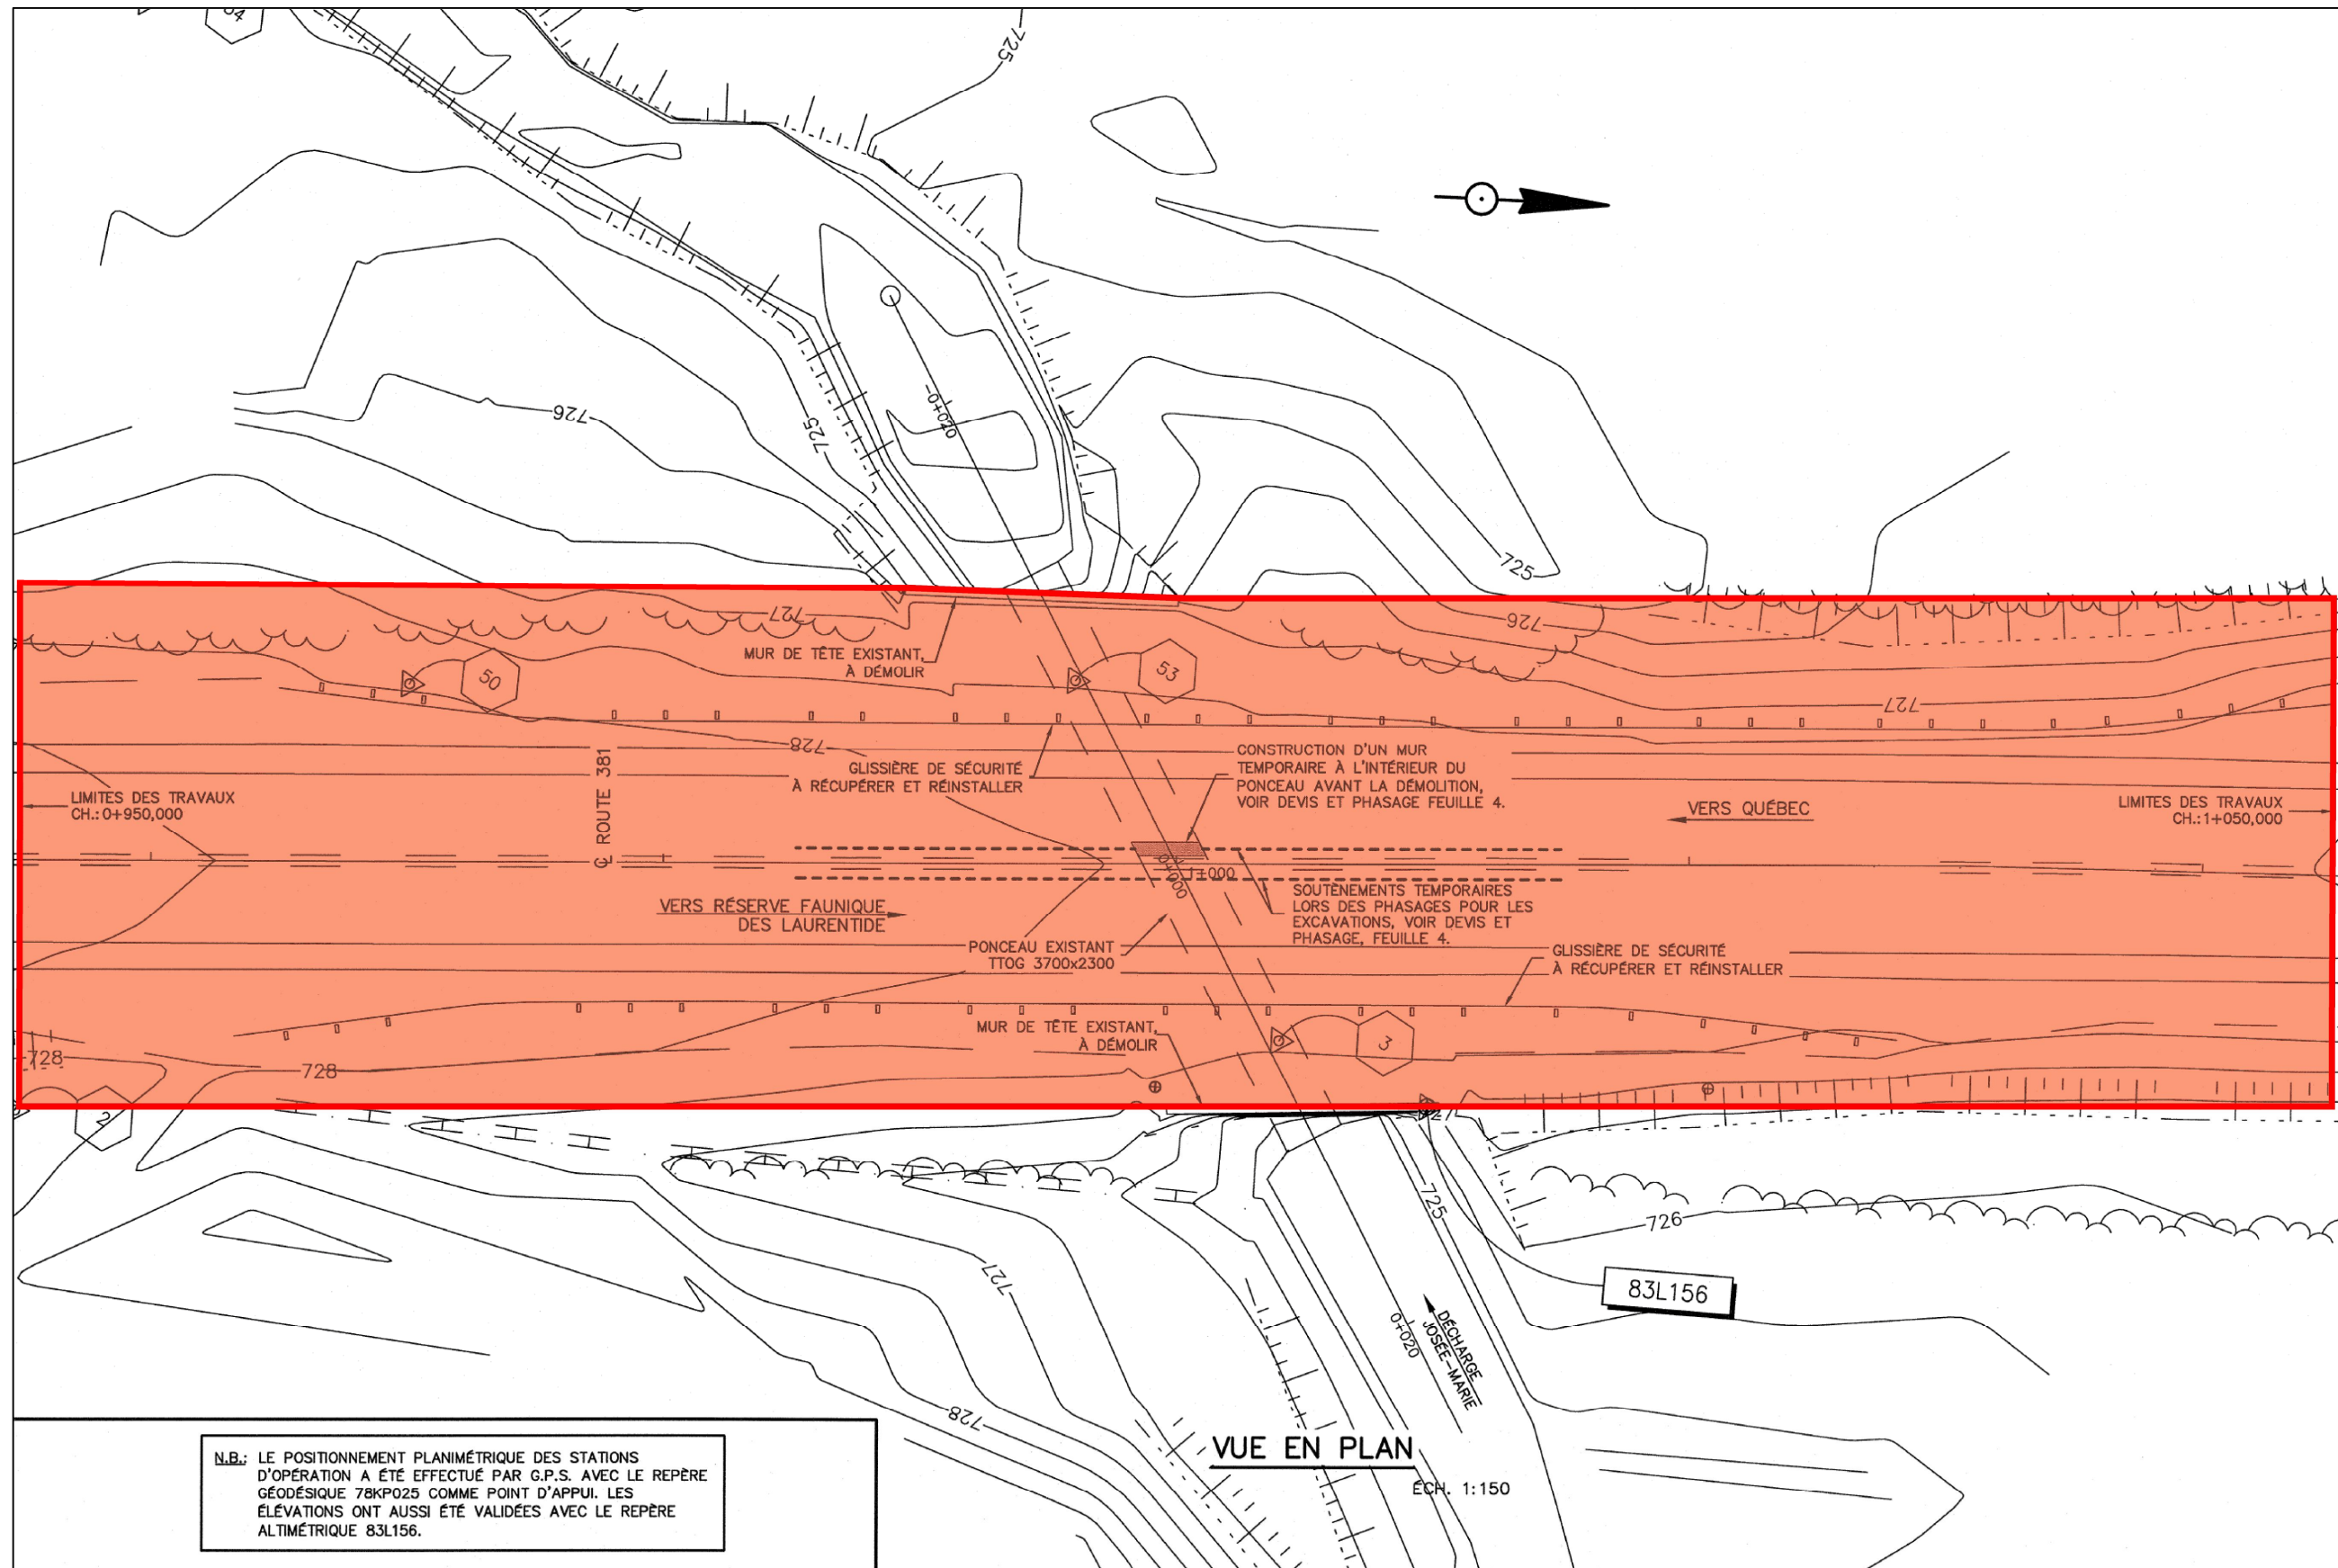 725
725
-0+020
726
725
725
726
727
MUR DE TÊTE EXISTANT,
À DÉMOLIR
50
53
727
728
GLISSIÈRE DE SÉCURITÉ
À RÉCUPÉRER ET RÉINSTALLER
CONSTRUCTION D'UN MUR
TEMPORAIRE À L'INTÉRIEUR DU
PONCEAU AVANT LA DÉMOLITION,
VOIR DEVIS ET PHASAGE FEUILLE 4.
LIMITES DES TRAVAUX
CH.: 0+950,000
℄ ROUTE 381
VERS QUÉBEC
LIMITES DES TRAVAUX
CH.: 1+050,000
0+000
1+000
VERS RÉSERVE FAUNIQUE
DES LAURENTIDE
SOUTÈNEMENTS TEMPORAIRES
LORS DES PHASAGES POUR LES
EXCAVATIONS, VOIR DEVIS ET
PHASAGE, FEUILLE 4.
PONCEAU EXISTANT
TTOG 3700x2300
GLISSIÈRE DE SÉCURITÉ
À RÉCUPÉRER ET RÉINSTALLER
MUR DE TÊTE EXISTANT,
À DÉMOLIR
3
728
728
2
725
726
727
83L156
DÉCHARGE
JOSÉE-MARIE
0+020
728
VUE EN PLAN
ÉCH. 1:150
N.B.: LE POSITIONNEMENT PLANIMÉTRIQUE DES STATIONS
D'OPÉRATION A ÉTÉ EFFECTUÉ PAR G.P.S. AVEC LE REPÈRE
GÉODÉSIQUE 78KP025 COMME POINT D'APPUI. LES
ÉLÉVATIONS ONT AUSSI ÉTÉ VALIDÉES AVEC LE REPÈRE
ALTIMÉTRIQUE 83L156.